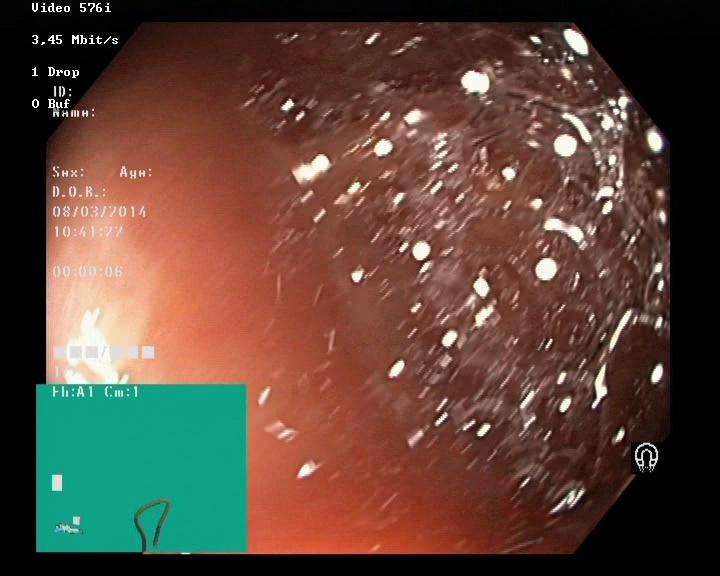 Video 576i
3,45 Mbit/s
1 Drop
ID:
0 Buf
Name:
Sex: Age:
D.O.B.:
08/03/2014
10:41:27
00:00:06
Ph:A1 Cm:1